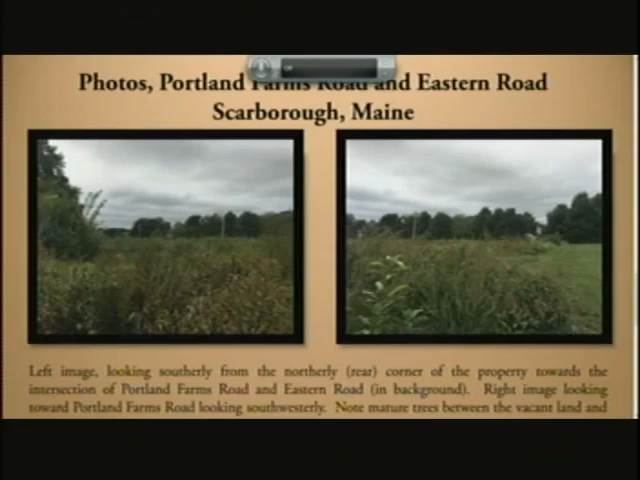 Photos, Portland Farms Road and Eastern Road
Scarborough, Maine
Left image, looking southerly from the northerly (rear) corner of the property towards the
intersection of Portland Farms Road and Eastern Road (in background). Right image looking
toward Portland Farms Road looking southwesterly. Note mature trees between the vacant land and